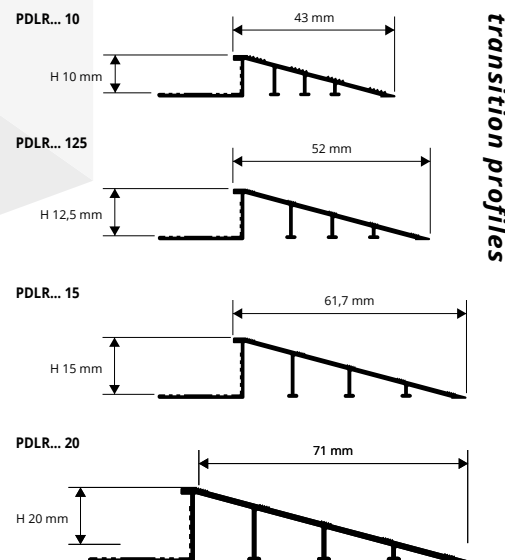 PDLR... 10
43 mm
H 10 mm
PDLR... 125
52 mm
H 12,5 mm
PDLR... 15
61,7 mm
H 15 mm
PDLR... 20
71 mm
H 20 mm
transition profiles